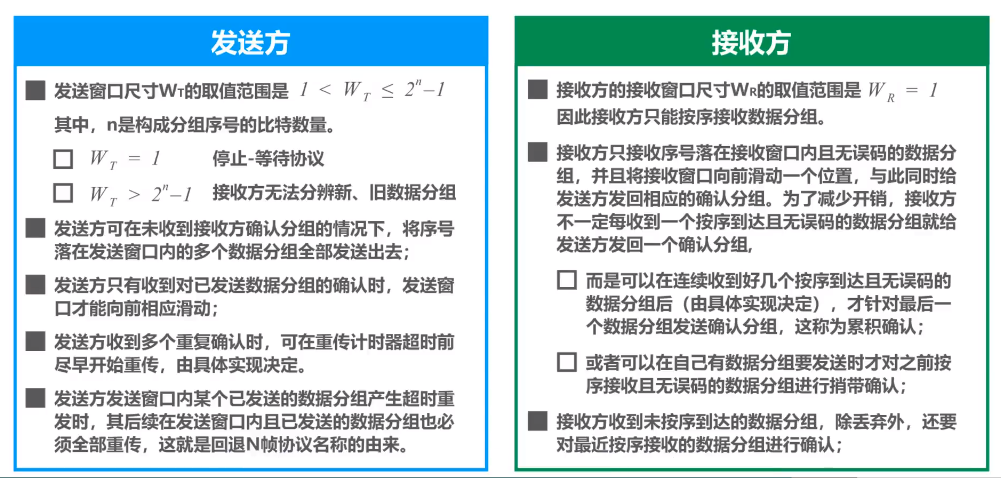 发送方
发送窗口尺寸WT的取值范围是 1 < W_T ≤ 2^n–1
其中，n是构成分组序号的比特数量。
W_T = 1 停止-等待协议
W_T > 2^n–1 接收方无法分辨新、旧数据分组
发送方可在未收到接收方确认分组的情况下，将序号
落在发送窗口内的多个数据分组全部发送出去；
发送方只有收到对已发送数据分组的确认时，发送窗
口才能向前相应滑动；
发送方收到多个重复确认时，可在重传计时器超时前
尽早开始重传，由具体实现决定。
发送方发送窗口内某个已发送的数据分组产生超时重
发时，其后续在发送窗口内且已发送的数据分组也必
须全部重传，这就是回退N帧协议名称的由来。
接收方
接收方的接收窗口尺寸WR的取值范围是 W_R = 1
因此接收方只能按序接收数据分组。
接收方只接收序号落在接收窗口内且无误码的数据分
组，并且将接收窗口向前滑动一个位置，与此同时给
发送方发回相应的确认分组。为了减少开销，接收方
不一定每收到一个按序到达且无误码的数据分组就给
发送方发回一个确认分组,
而是可以在连续收到好几个按序到达且无误码的
数据分组后（由具体实现决定），才针对最后一
个数据分组发送确认分组，这称为累积确认；
或者可以在自己有数据分组要发送时才对之前按
序接收且无误码的数据分组进行捎带确认；
接收方收到未按序到达的数据分组，除丢弃外，还要
对最近按序接收的数据分组进行确认；